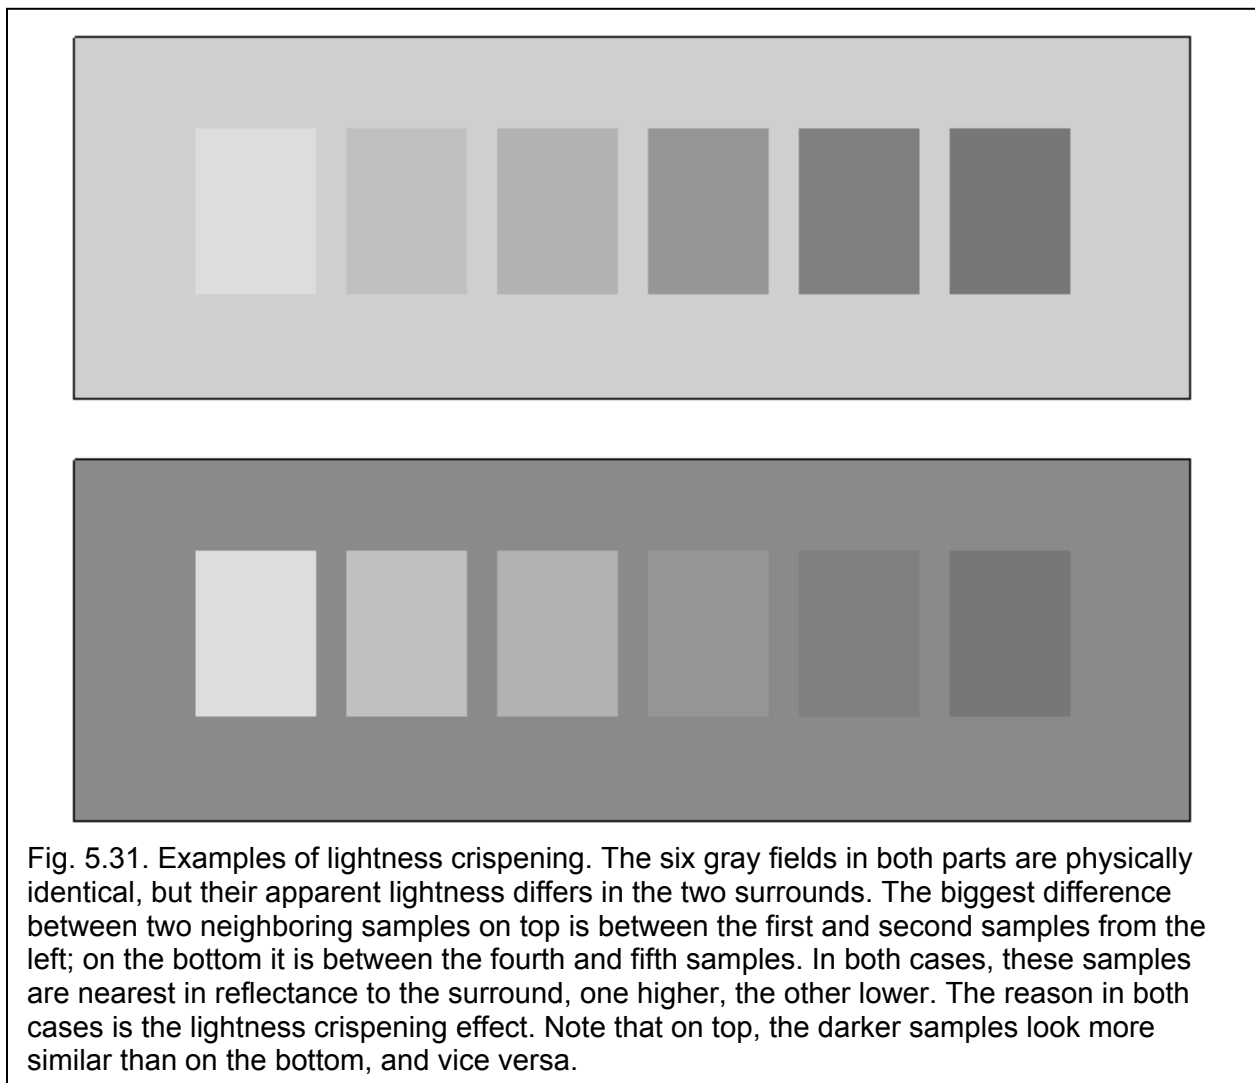 Fig. 5.31. Examples of lightness crispening. The six gray fields in both parts are physically
identical, but their apparent lightness differs in the two surrounds. The biggest difference
between two neighboring samples on top is between the first and second samples from the
left; on the bottom it is between the fourth and fifth samples. In both cases, these samples
are nearest in reflectance to the surround, one higher, the other lower. The reason in both
cases is the lightness crispening effect. Note that on top, the darker samples look more
similar than on the bottom, and vice versa.